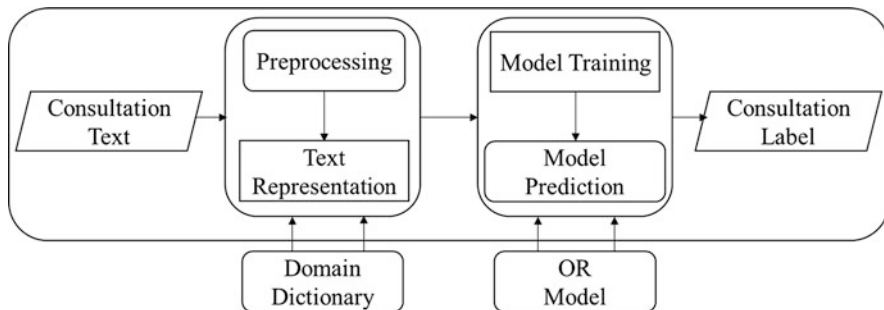 Preprocessing
Model Training
Consultation
Text
Text
Representation
Model
Prediction
Consultation
Label
Domain
Dictionary
OR
Model